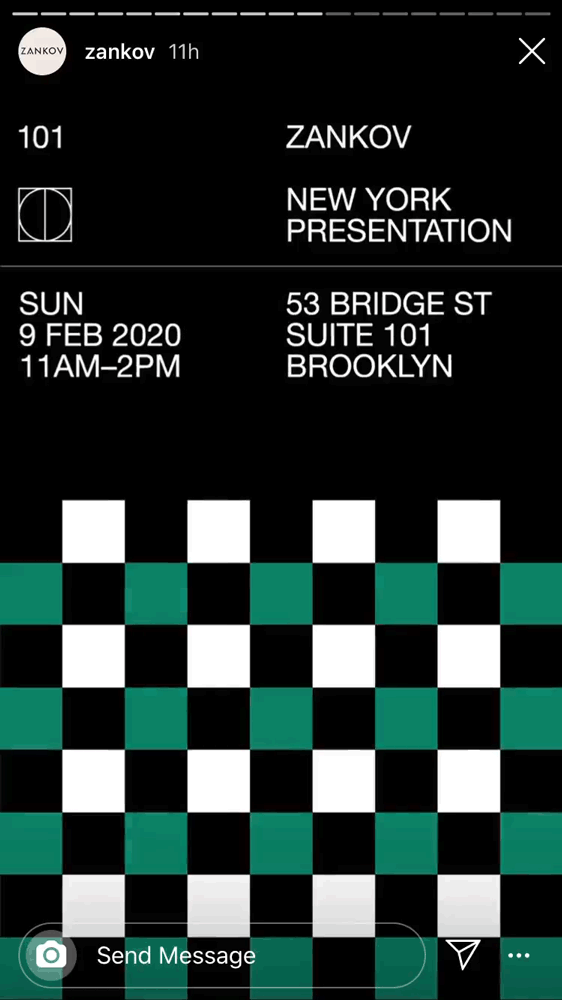 ZANKOV
zankov 11h
101
ZANKOV
NEW YORK
PRESENTATION
SUN
9 FEB 2020
11AM–2PM
53 BRIDGE ST
SUITE 101
BROOKLYN
Send Message